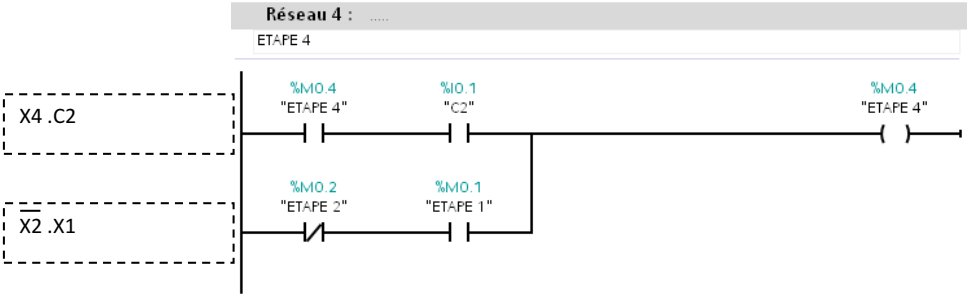 Réseau 4 : .....
ETAPE 4
%M0.4 %I0.1 %M0.4
"ETAPE 4" "C2" "ETAPE 4"
X4 .C2
%M0.2 %M0.1
"ETAPE 2" "ETAPE 1"
X̅2̅ .X1